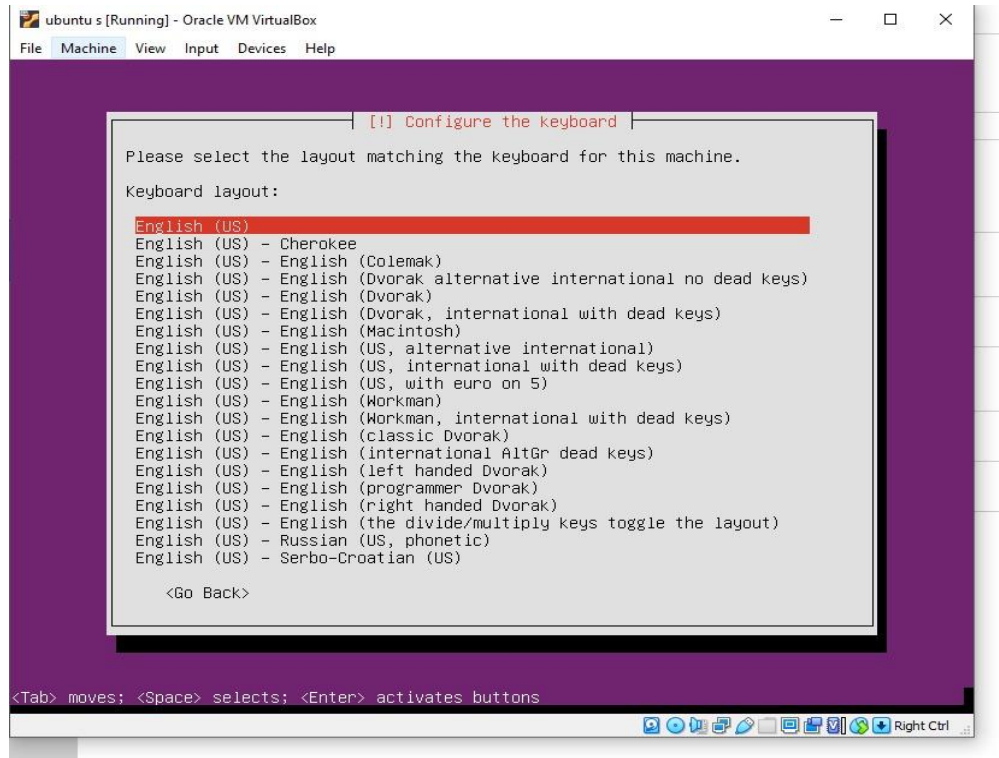 ubuntu s [Running] - Oracle VM VirtualBox
File Machine View Input Devices Help
[!] Configure the keyboard
Please select the layout matching the keyboard for this machine.
Keyboard layout:
English (US)
English (US) - Cherokee
English (US) - English (Colemak)
English (US) - English (Dvorak alternative international no dead keys)
English (US) - English (Dvorak)
English (US) - English (Dvorak, international with dead keys)
English (US) - English (Macintosh)
English (US) - English (US, alternative international)
English (US) - English (US, international with dead keys)
English (US) - English (US, with euro on 5)
English (US) - English (Workman)
English (US) - English (Workman, international with dead keys)
English (US) - English (classic Dvorak)
English (US) - English (international AltGr dead keys)
English (US) - English (left handed Dvorak)
English (US) - English (programmer Dvorak)
English (US) - English (right handed Dvorak)
English (US) - English (the divide/multiply keys toggle the layout)
English (US) - Russian (US, phonetic)
English (US) - Serbo-Croatian (US)
<Go Back>
<Tab> moves; <Space> selects; <Enter> activates buttons
Right Ctrl